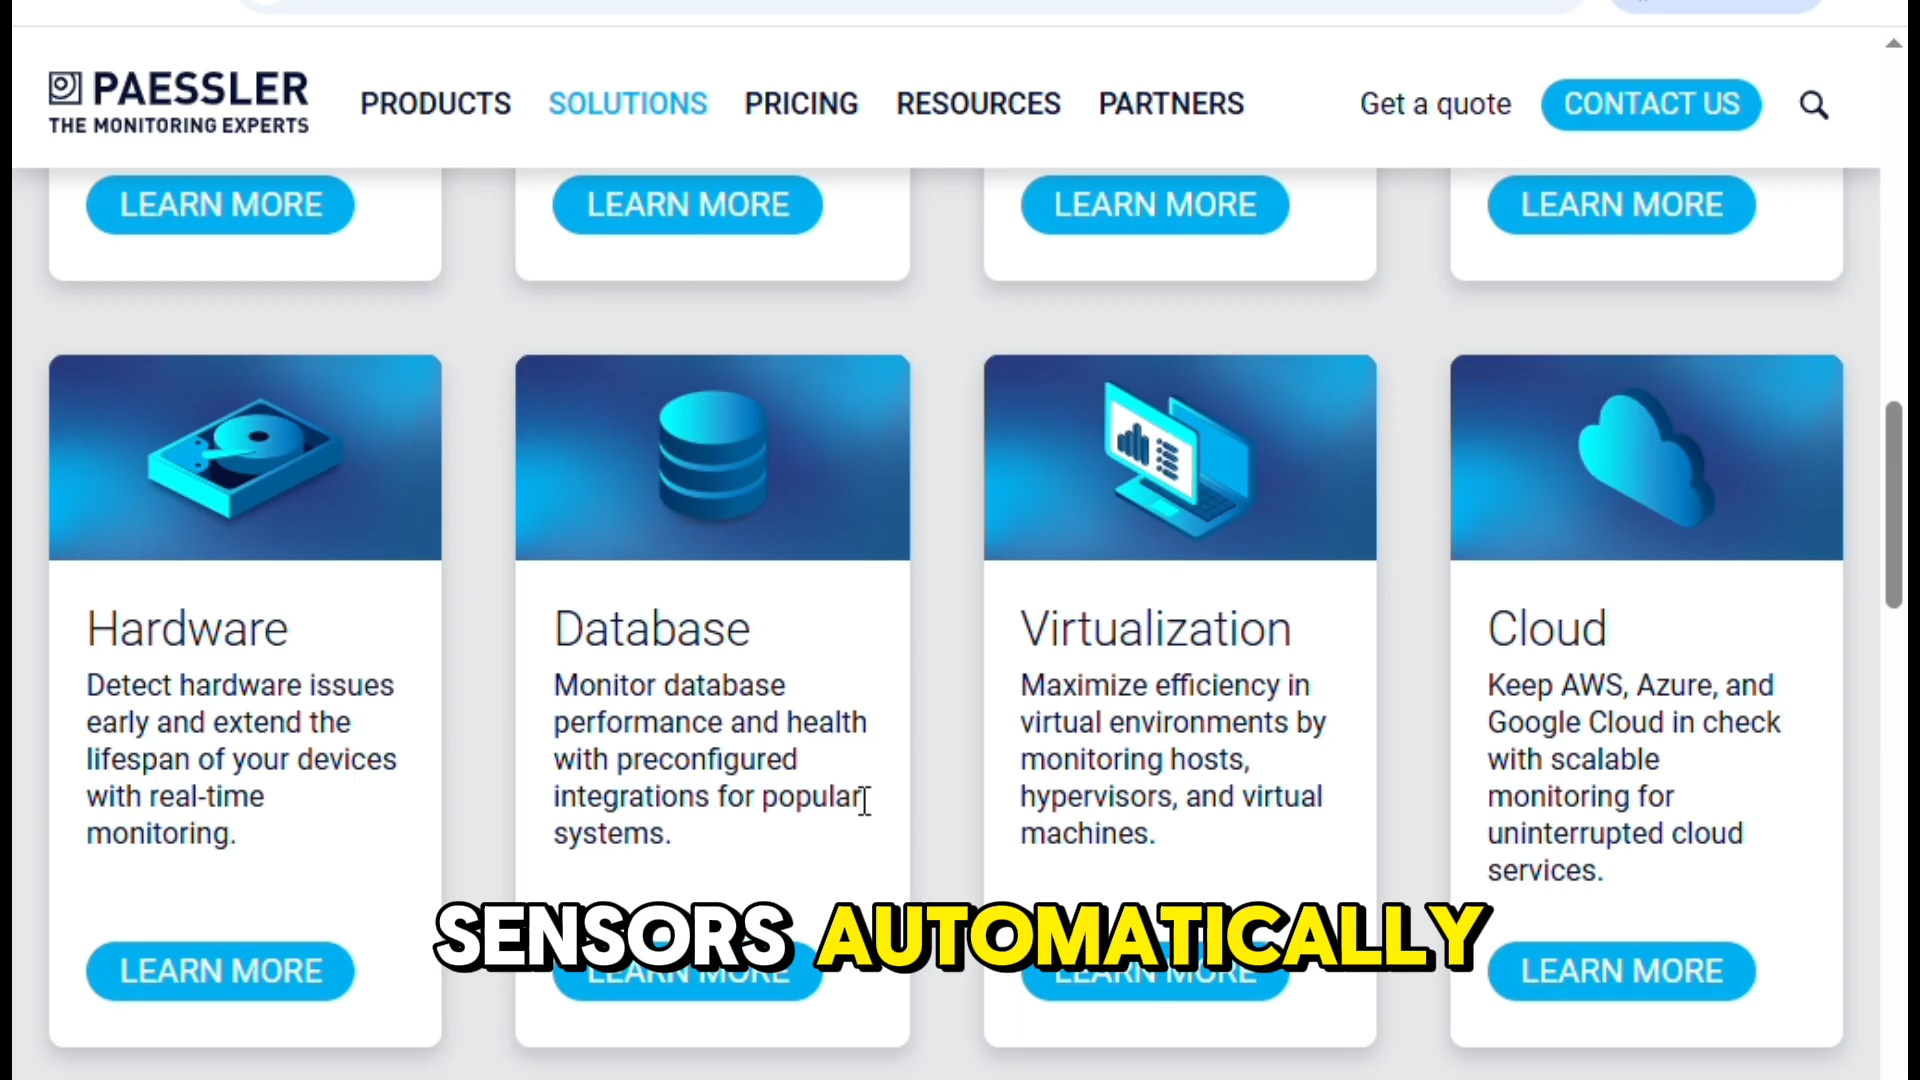 PAESSLER
THE MONITORING EXPERTS
PRODUCTS SOLUTIONS PRICING RESOURCES PARTNERS Get a quote CONTACT US
LEARN MORE LEARN MORE LEARN MORE LEARN MORE
Hardware
Detect hardware issues
early and extend the
lifespan of your devices
with real-time
monitoring.
LEARN MORE
Database
Monitor database
performance and health
with preconfigured
integrations for popular
systems.
LEARN MORE
Virtualization
Maximize efficiency in
virtual environments by
monitoring hosts,
hypervisors, and virtual
machines.
LEARN MORE
Cloud
Keep AWS, Azure, and
Google Cloud in check
with scalable
monitoring for
uninterrupted cloud
services.
LEARN MORE
SENSORS AUTOMATICALLY